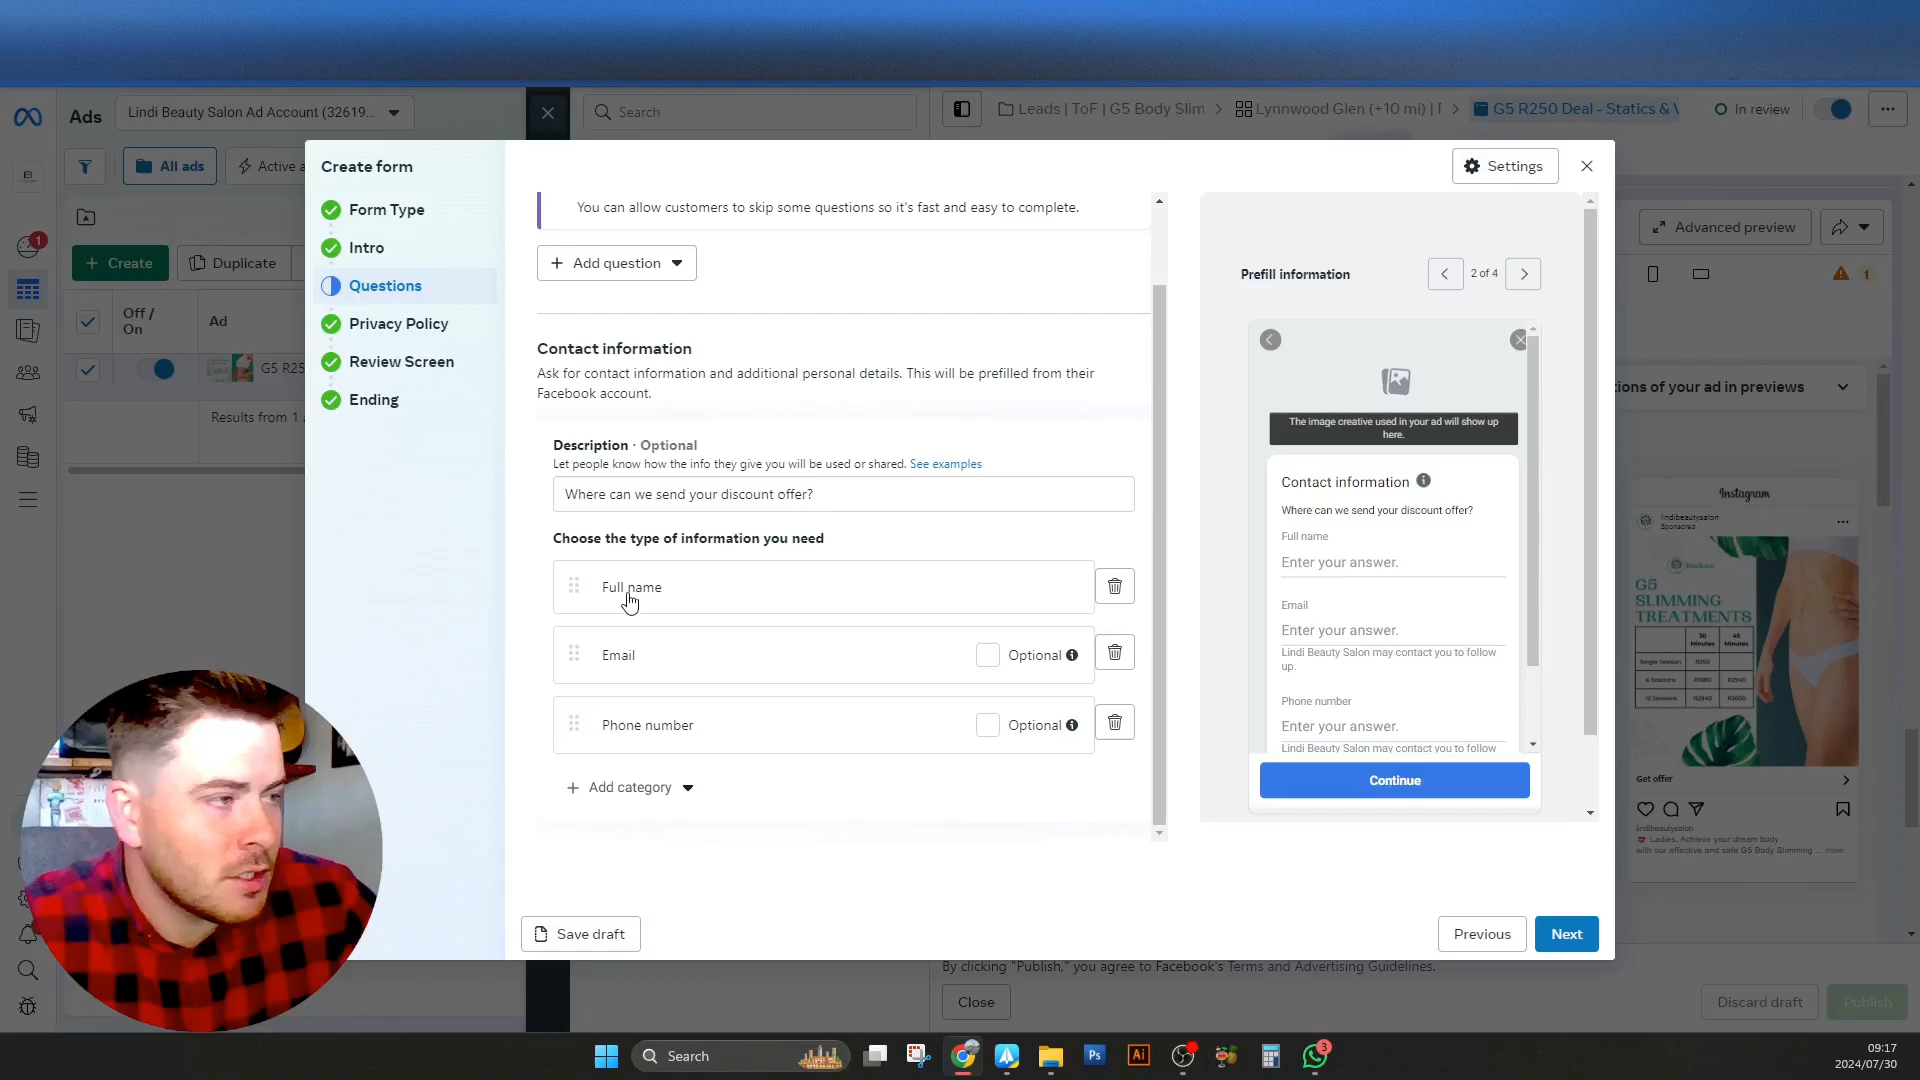 Ads
Lindi Beauty Salon Ad Account (32619...
Search
Leads | ToF | G5 Body Slim
Lynnwood Glen (+10 mi) |
G5 R250 Deal - Statics &
In review
All ads
Active a
Create
Duplicate
Off /
On
Ad
G5 R25
Results from 1
1
Create form
Form Type
Intro
Questions
Privacy Policy
Review Screen
Ending
Settings
You can allow customers to skip some questions so it's fast and easy to complete.
Add question
Contact information
Ask for contact information and additional personal details. This will be prefilled from their
Facebook account.
Description · Optional
Let people know how the info they give you will be used or shared. See examples
Where can we send your discount offer?
Choose the type of information you need
Full name
Email
Optional
Phone number
Optional
Add category
Save draft
Previous
Next
Prefill information
2 of 4
The image creative used in your ad will show up
here.
Contact information
Where can we send your discount offer?
Full name
Enter your answer.
Email
Enter your answer.
Lindi Beauty Salon may contact you to follow
up.
Phone number
Enter your answer.
Lindi Beauty Salon may contact you to follow
Continue
Advanced preview
1
ions of your ad in previews
Instagram
lindibeautysalon
Sponsored
G5
SLIMMING
TREATMENTS
30
Minutes
45
Minutes
Single Session
R250
6 Sessions
12 Sessions
Get offer
lindibeautysalon
Ladies, Achieve your dream body
with our effective and safe G5 Body Slimming ... more
By clicking "Publish," you agree to Facebook's Terms and Advertising Guidelines.
Close
Discard draft
Publish
Search
Ps
Ai
3
09:17
2024/07/30